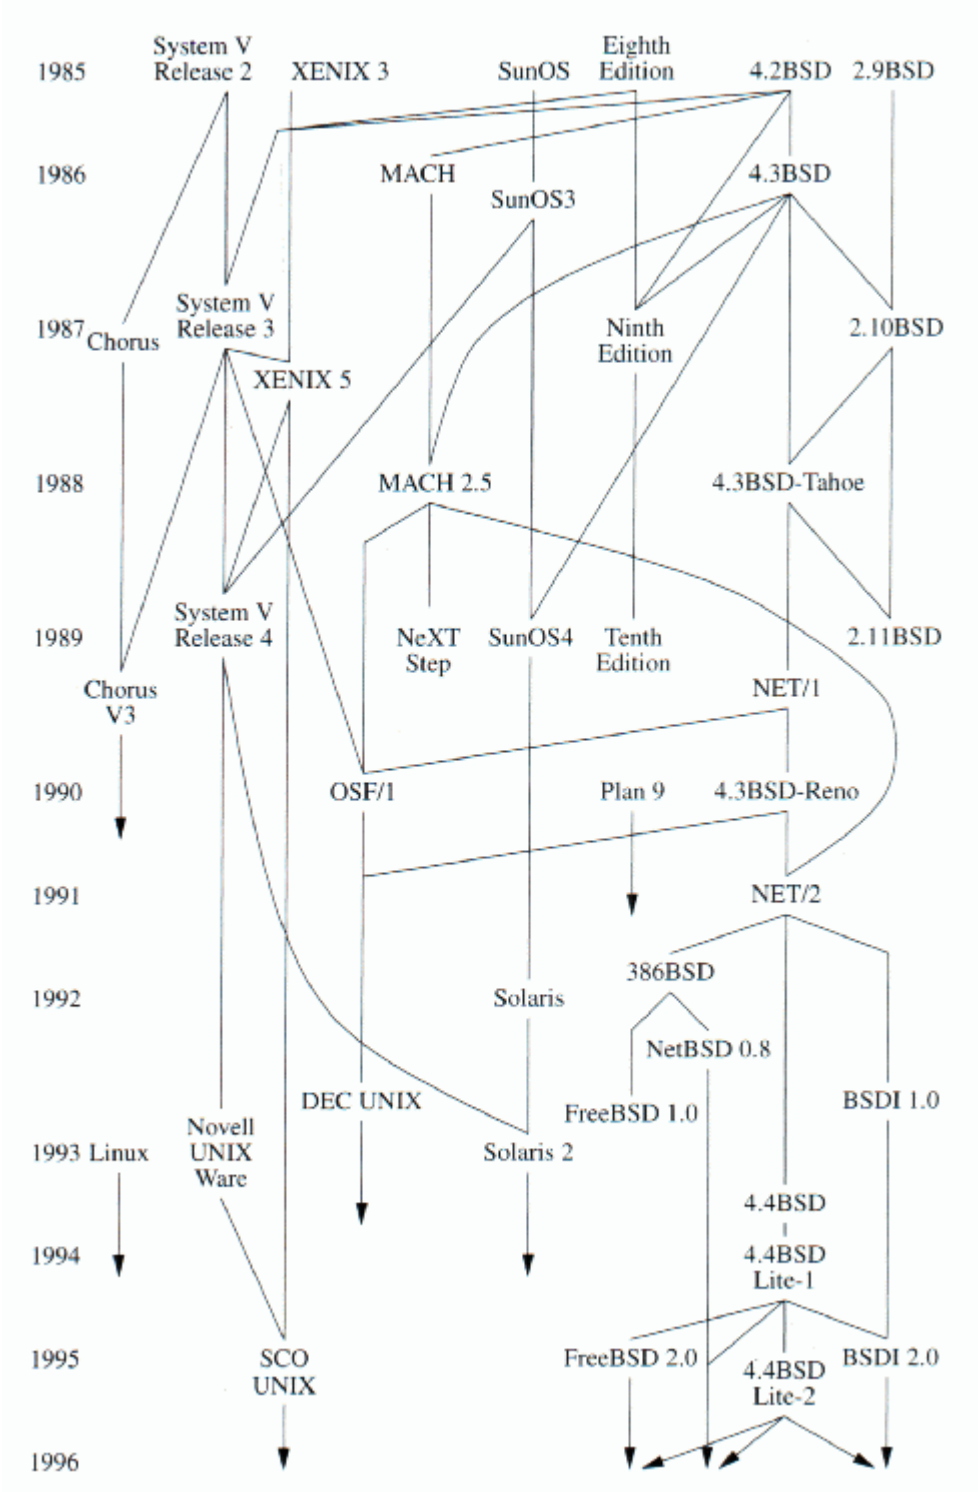 System V
Release 2
Eighth
Edition
1985
XENIX 3
SunOS
4.2BSD
2.9BSD
1986
MACH
4.3BSD
SunOS3
System V
Release 3
1987
Chorus
Ninth
Edition
2.10BSD
XENIX 5
1988
MACH 2.5
4.3BSD-Tahoe
System V
Release 4
1989
NeXT
Step
SunOS4
Tenth
Edition
2.11BSD
Chorus
V3
NET/1
1990
OSF/1
Plan 9
4.3BSD-Reno
1991
NET/2
386BSD
1992
Solaris
NetBSD 0.8
DEC UNIX
FreeBSD 1.0
BSDI 1.0
Novell
UNIX
Ware
1993
Linux
Solaris 2
4.4BSD
1994
4.4BSD
Lite-1
1995
SCO
UNIX
FreeBSD 2.0
4.4BSD
Lite-2
BSDI 2.0
1996